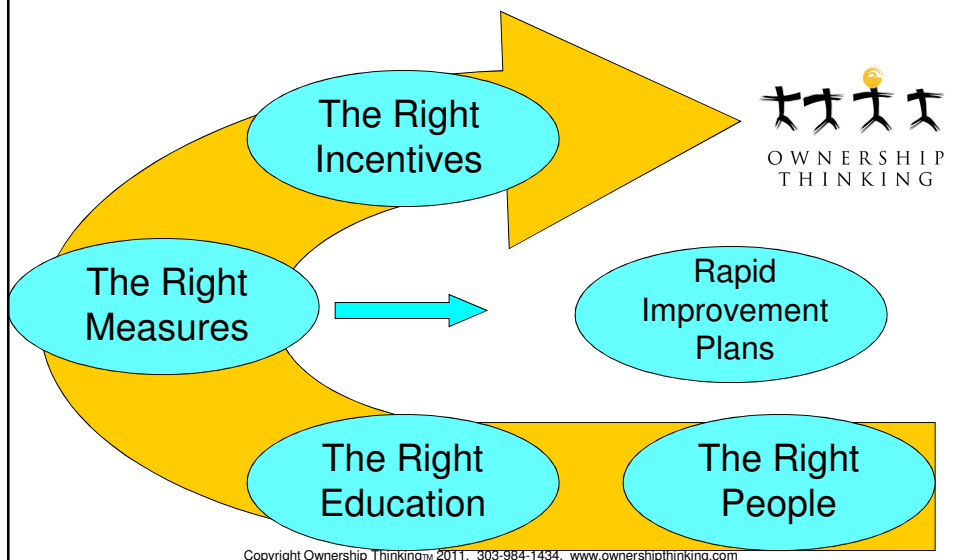 The Right
Incentives
OWNERSHIP
THINKING
The Right
Measures
Rapid
Improvement
Plans
The Right
Education
The Right
People
Copyright Ownership Thinking™ 2011, 303-984-1434, www.ownershipthinking.com